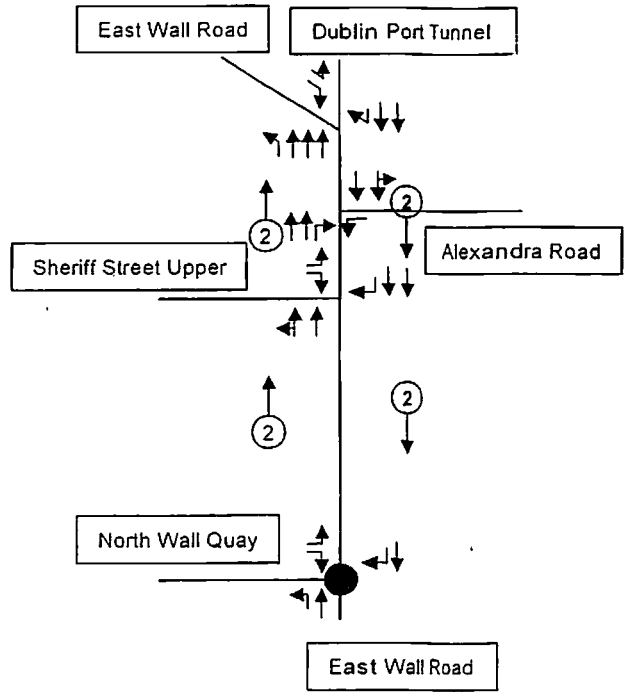 East Wall Road
Dublin Port Tunnel
2
2
Alexandra Road
Sheriff Street Upper
2
2
North Wall Quay
East Wall Road